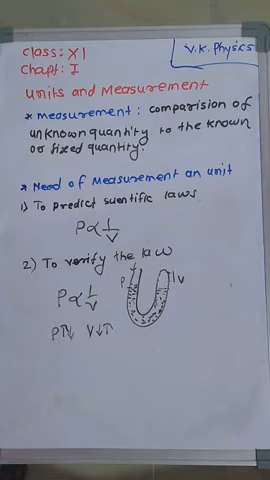 Class: XI
V.K. Physics
Chapt: I
Units and Measurement
* Measurement: comparision of
unknown quantity to the known
or fixed quantity.
* Need of Measurement an unit
1) To predict scientific laws
P∝1/V
2) To verify the law
P∝1/V
P V
P↑↓ V↓↑